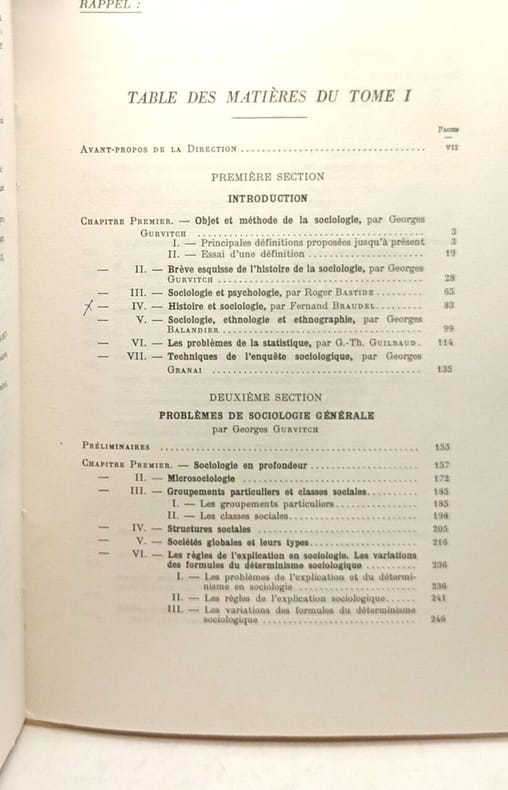 RAPPEL :
TABLE DES MATIÈRES DU TOME I
PAGES
AVANT-PROPOS DE LA DIRECTION ................................ VII
PREMIÈRE SECTION
INTRODUCTION
CHAPITRE PREMIER. — Objet et méthode de la sociologie, par Georges
GURVITCH ................................ 3
I. — Principales définitions proposées jusqu'à présent 3
II. — Essai d'une définition .................... 19
— II. — Brève esquisse de l'histoire de la sociologie, par Georges
GURVITCH ................................ 28
— III. — Sociologie et psychologie, par Roger BASTIDE ......... 65
— IV. — Histoire et sociologie, par Fernand BRAUDEL .......... 83
— V. — Sociologie, ethnologie et ethnographie, par Georges
BALANDIER ................................ 99
— VI. — Les problèmes de la statistique, par G.-Th. GUILBAUD . 114
— VII. — Techniques de l'enquête sociologique, par Georges
GRANAI ................................ 135
DEUXIÈME SECTION
PROBLÈMES DE SOCIOLOGIE GÉNÉRALE
par Georges GURVITCH
PRÉLIMINAIRES ................................ 155
CHAPITRE PREMIER. — Sociologie en profondeur .................... 157
— II. — Microsociologie ................................ 172
— III. — Groupements particuliers et classes sociales .......... 185
I. — Les groupements particuliers ............... 185
II. — Les classes sociales ....................... 198
— IV. — Structures sociales ............................ 205
— V. — Sociétés globales et leurs types .................... 216
— VI. — Les règles de l'explication en sociologie. Les variations
des formules du déterminisme sociologique .......... 236
I. — Les problèmes de l'explication et du détermi-
nisme en sociologie ........................ 236
II. — Les règles de l'explication sociologique ...... 241
III. — Les variations des formules du déterminisme
sociologique ............................ 246